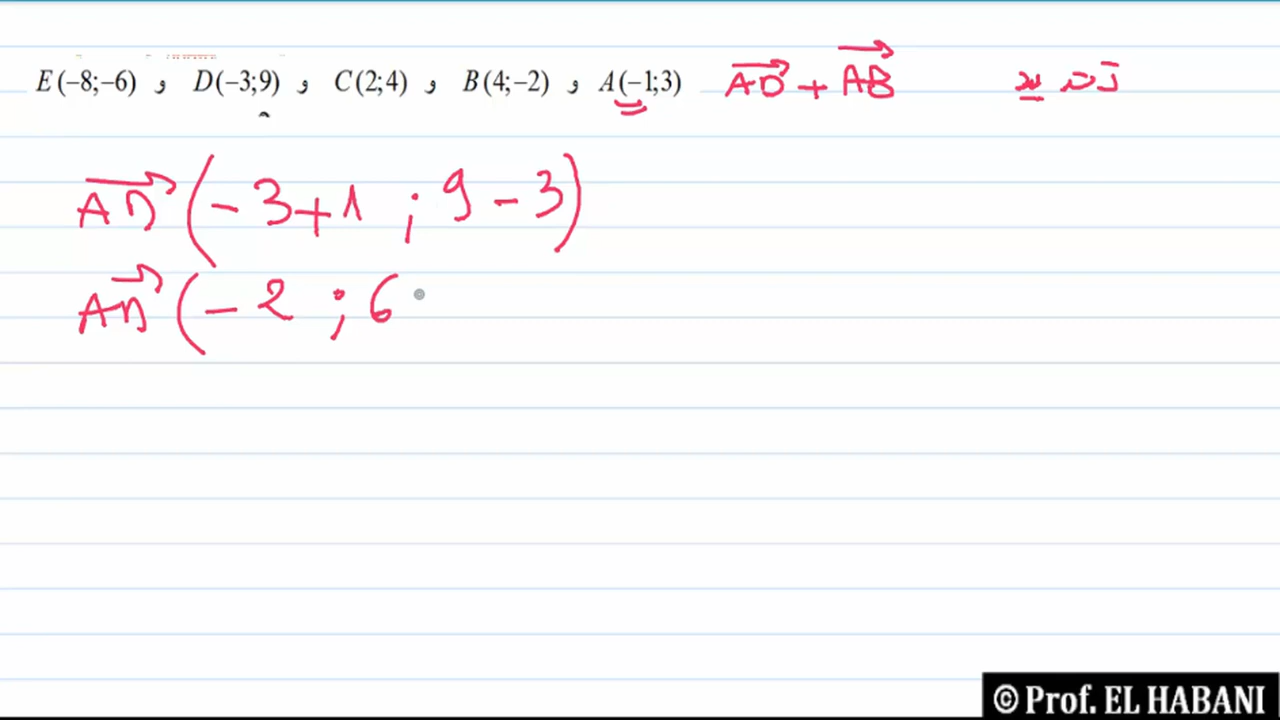 E(−8;−6) و D(−3;9) و C(2;4) و B(4;−2) و A(−1;3) AD + AB
AD (-3+1 ; 9-3)
AD (-2 ; 6
© Prof. EL HABANI